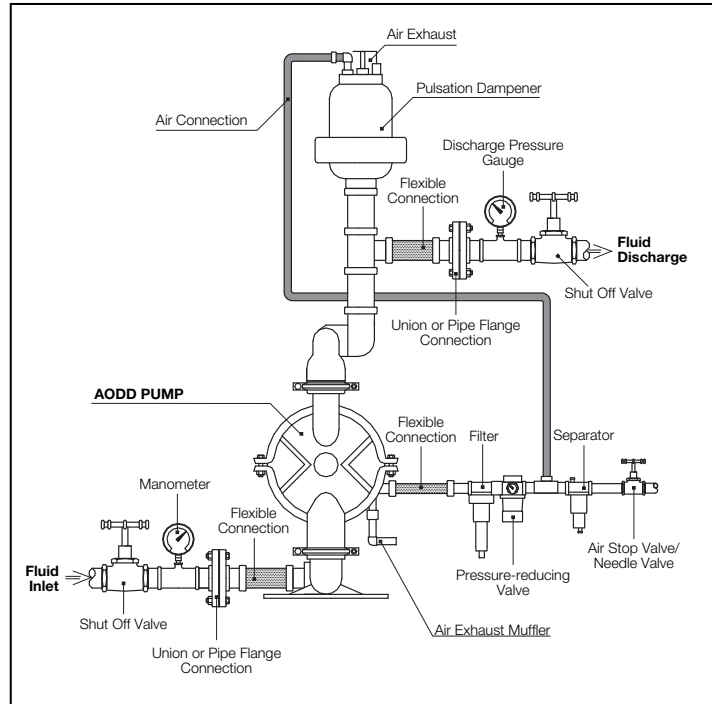 Air Exhaust
Pulsation Dampener
Air Connection
Discharge Pressure
Gauge
Flexible
Connection
Fluid
Discharge
Shut Off Valve
Union or Pipe Flange
Connection
AODD PUMP
Flexible
Connection
Filter
Separator
Manometer
Flexible
Connection
Air Stop Valve/
Needle Valve
Fluid
Inlet
Pressure-reducing
Valve
Shut Off Valve
Air Exhaust Muffler
Union or Pipe Flange
Connection